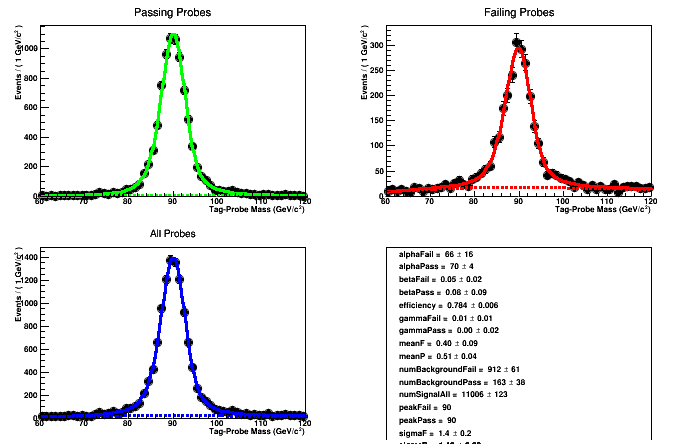 Passing Probes
Events / ( 1 GeV/c² )
1000
800
600
400
200
0
60 70 80 90 100 110 120
Tag-Probe Mass (GeV/c²)
Failing Probes
Events / ( 1 GeV/c² )
300
250
200
150
100
50
60 70 80 90 100 110 120
Tag-Probe Mass (GeV/c²)
All Probes
Events / ( 1 GeV/c² )
1400
1200
1000
800
600
400
200
0
60 70 80 90 100 110 120
Tag-Probe Mass (GeV/c²)
alphaFail = 66 ± 16
alphaPass = 70 ± 4
betaFail = 0.05 ± 0.02
betaPass = 0.08 ± 0.09
efficiency = 0.784 ± 0.006
gammaFail = 0.01 ± 0.01
gammaPass = 0.00 ± 0.02
meanF = 0.40 ± 0.09
meanP = 0.51 ± 0.04
numBackgroundFail = 912 ± 61
numBackgroundPass = 163 ± 38
numSignalAll = 11006 ± 123
peakFail = 90
peakPass = 90
sigmaF = 1.4 ± 0.2